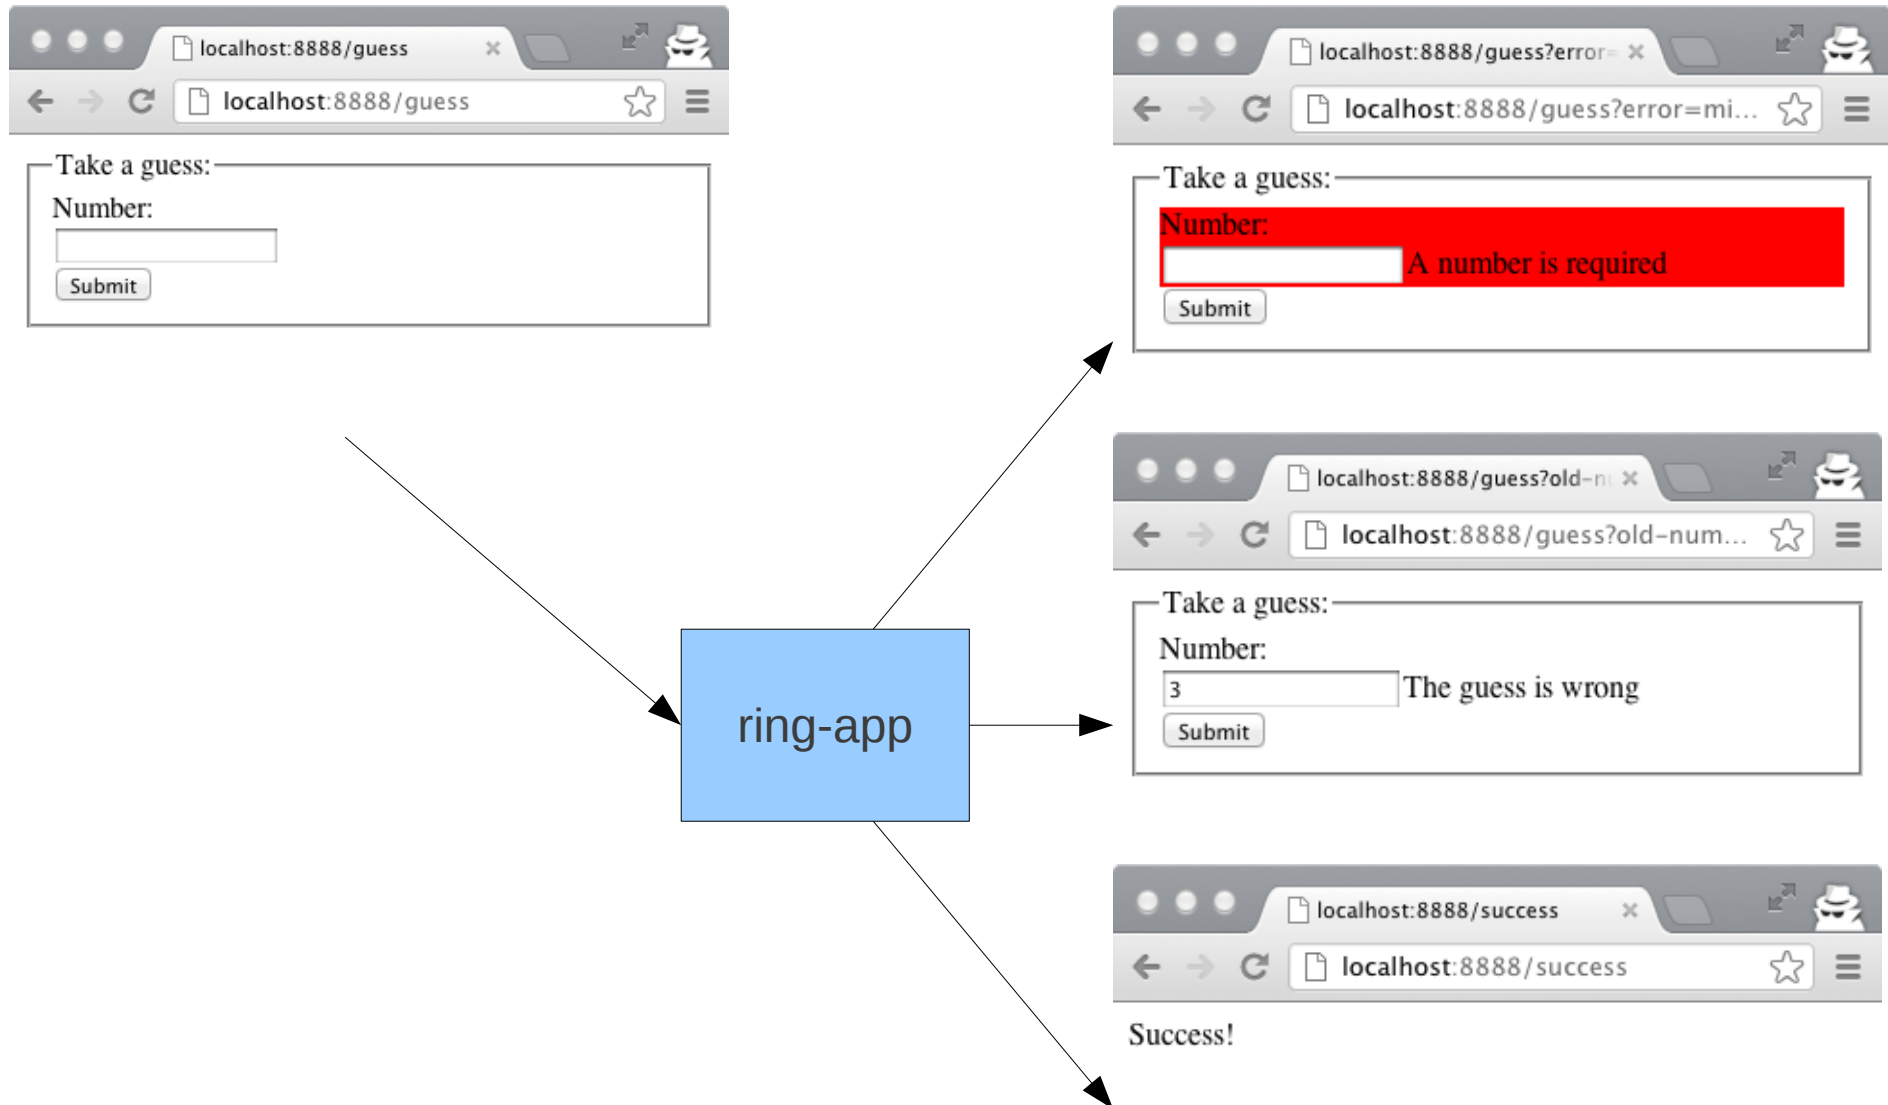 localhost:8888/guess
localhost:8888/guess
Take a guess:
Number:
Submit
localhost:8888/guess?error=
localhost:8888/guess?error=mi...
Take a guess:
Number:
A number is required
Submit
ring-app
localhost:8888/guess?old-n
localhost:8888/guess?old-num...
Take a guess:
Number:
3 The guess is wrong
Submit
localhost:8888/success
localhost:8888/success
Success!